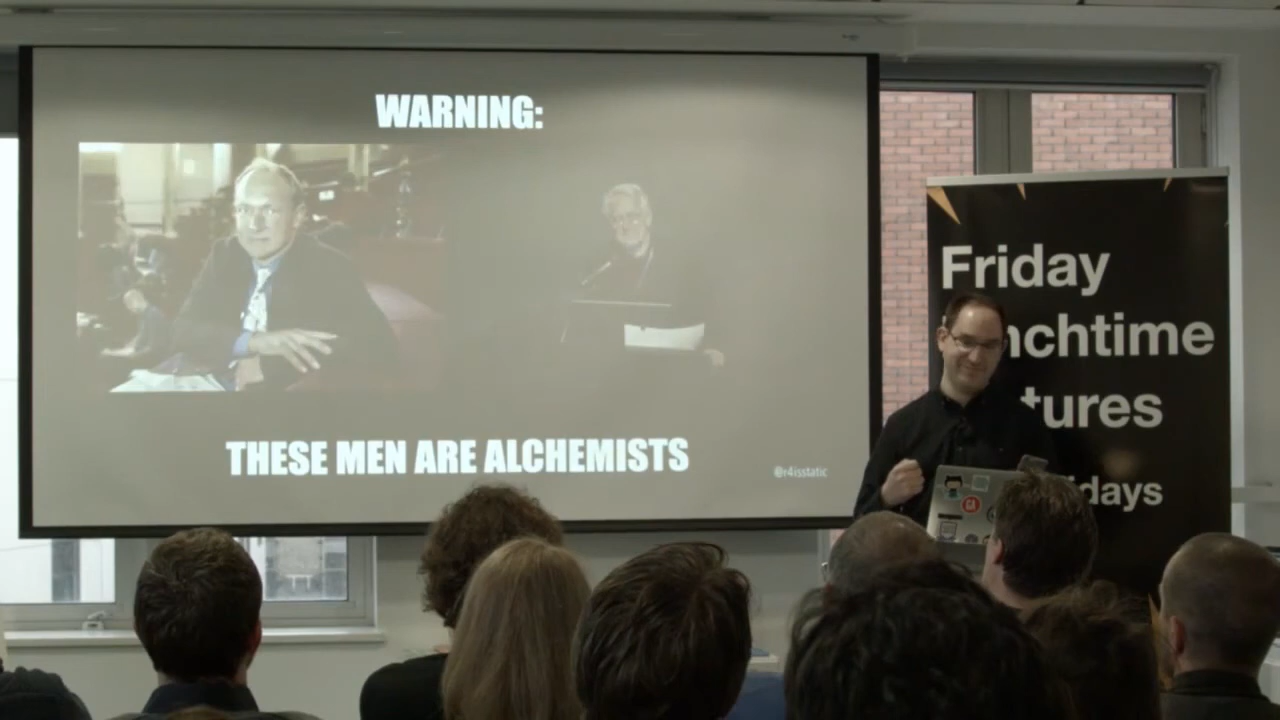 WARNING:
THESE MEN ARE ALCHEMISTS
@r4isstatic
Friday
nchtime
tures
idays